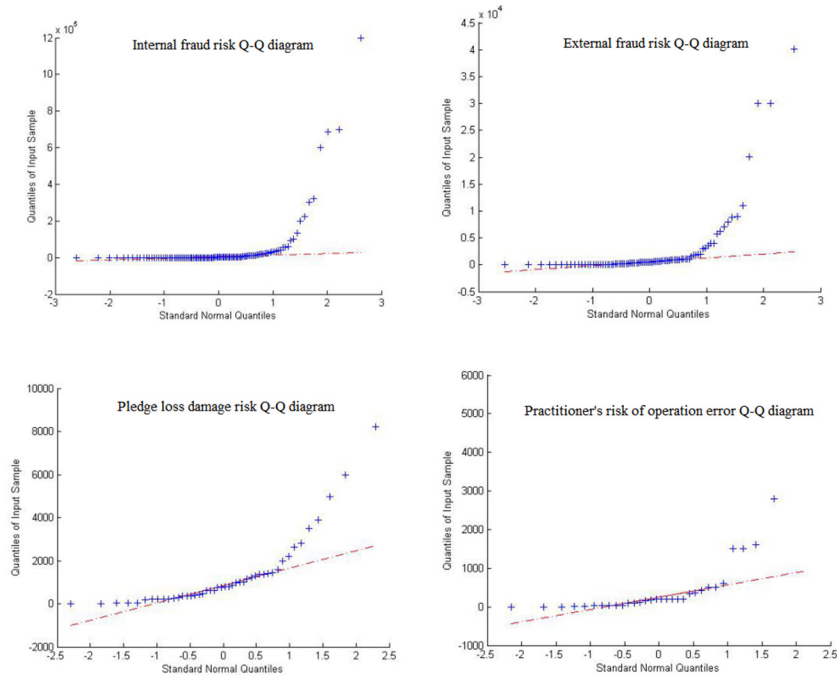 x 10⁵
Internal fraud risk Q-Q diagram
12
10
8
6
4
2
0
-2
Quantiles of Input Sample
-3 -2 -1 0 1 2 3
Standard Normal Quantiles
x 10⁴
External fraud risk Q-Q diagram
4.5
4
3.5
3
2.5
2
1.5
1
0.5
0
-0.5
Quantiles of Input Sample
-3 -2 -1 0 1 2 3
Standard Normal Quantiles
Pledge loss damage risk Q-Q diagram
10000
8000
6000
4000
2000
0
-2000
Quantiles of Input Sample
-2.5 -2 -1.5 -1 -0.5 0 0.5 1 1.5 2 2.5
Standard Normal Quantiles
Practitioner's risk of operation error Q-Q diagram
6000
5000
4000
3000
2000
1000
0
-1000
Quantiles of Input Sample
-2.5 -2 -1.5 -1 -0.5 0 0.5 1 1.5 2 2.5
Standard Normal Quantiles